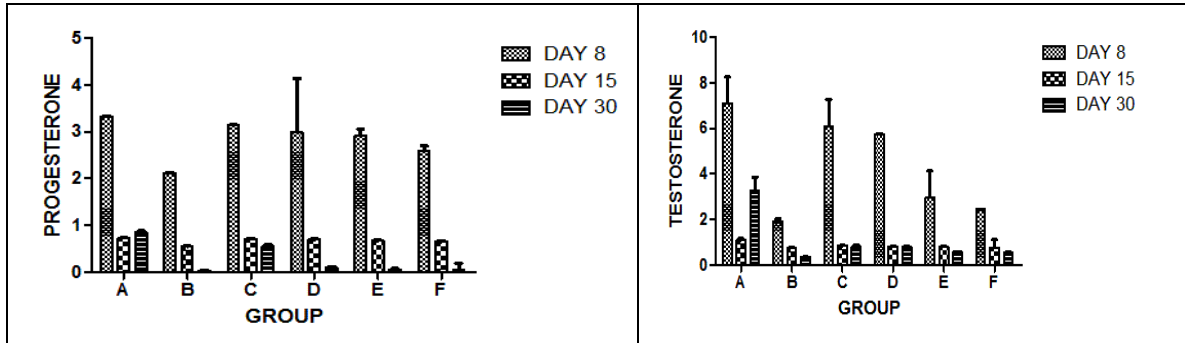 5
4
3
2
1
0
PROGESTERONE
A B C D E F
GROUP
DAY 8
DAY 15
DAY 30
10
8
6
4
2
0
TESTOSTERONE
A B C D E F
GROUP
DAY 8
DAY 15
DAY 30